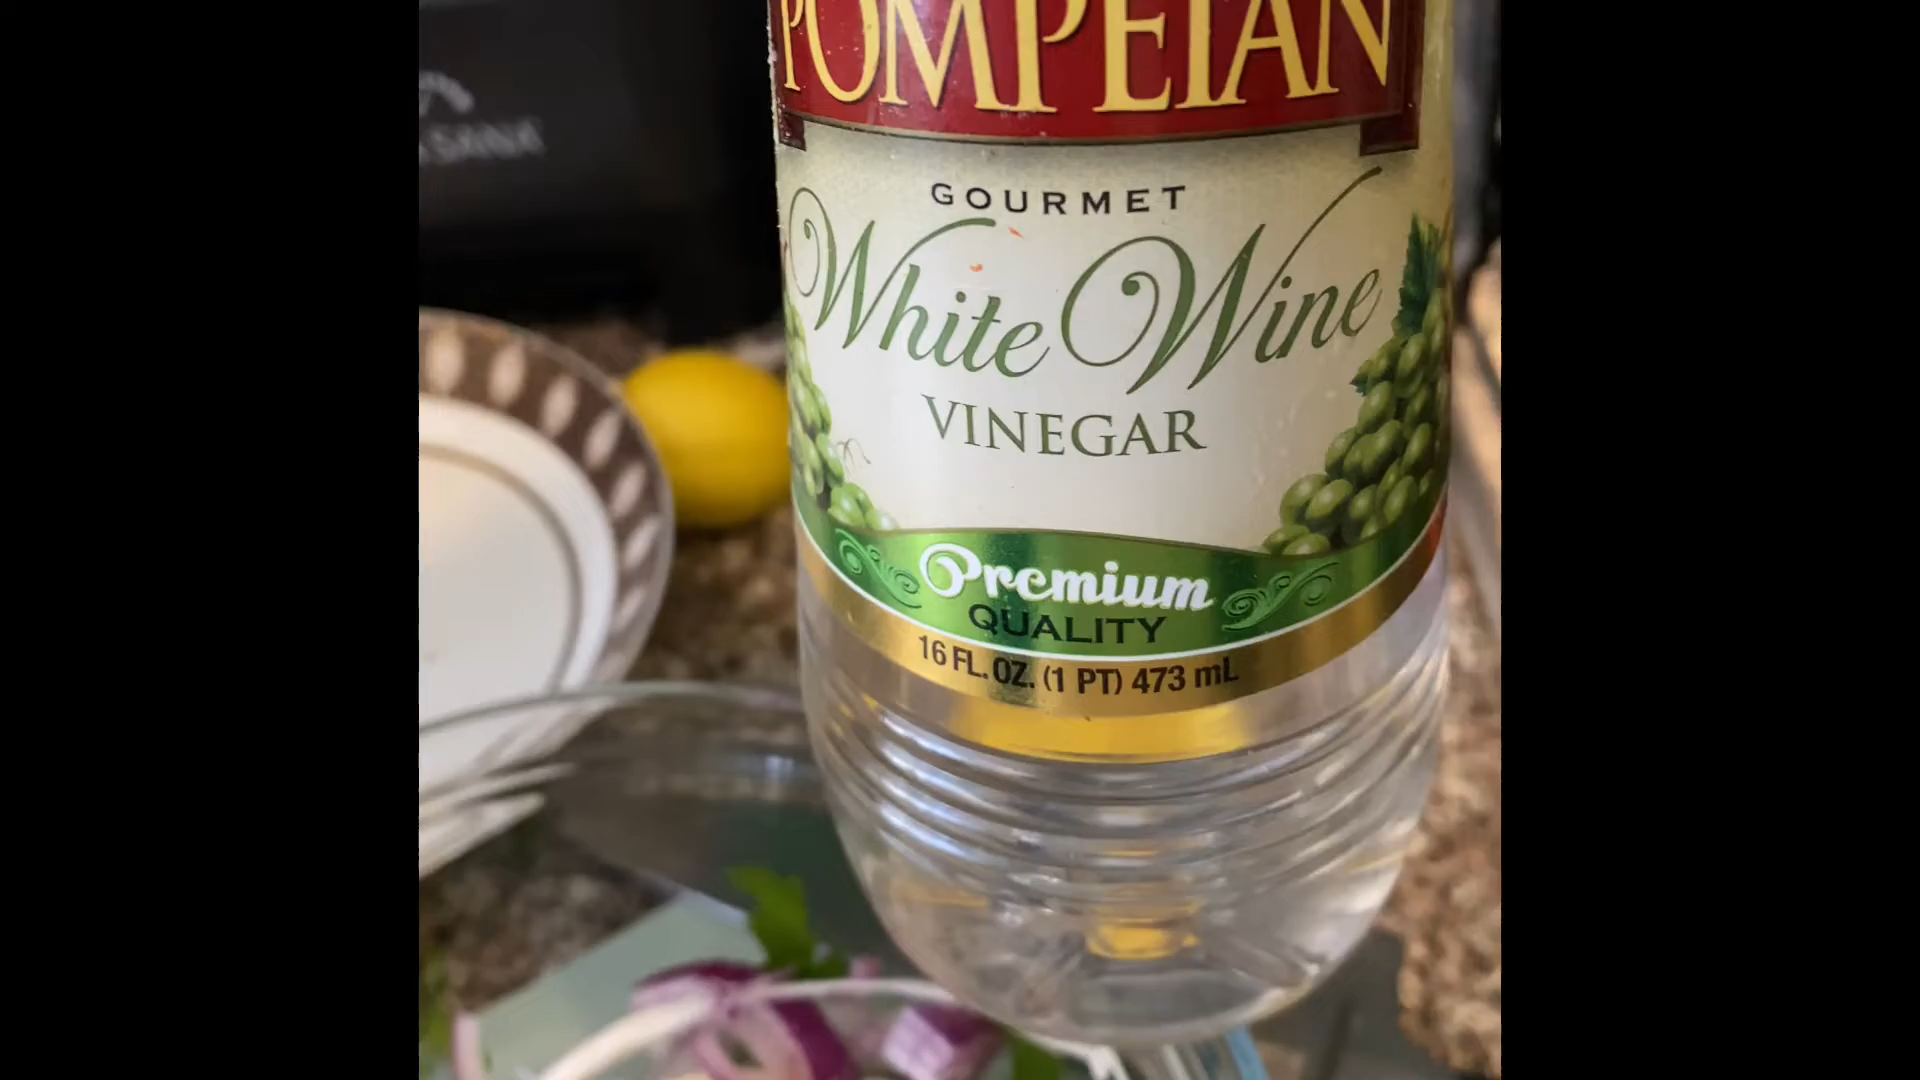 POMPEIAN
GOURMET
White Wine
VINEGAR
Premium
QUALITY
16 FL. OZ. (1 PT) 473 mL